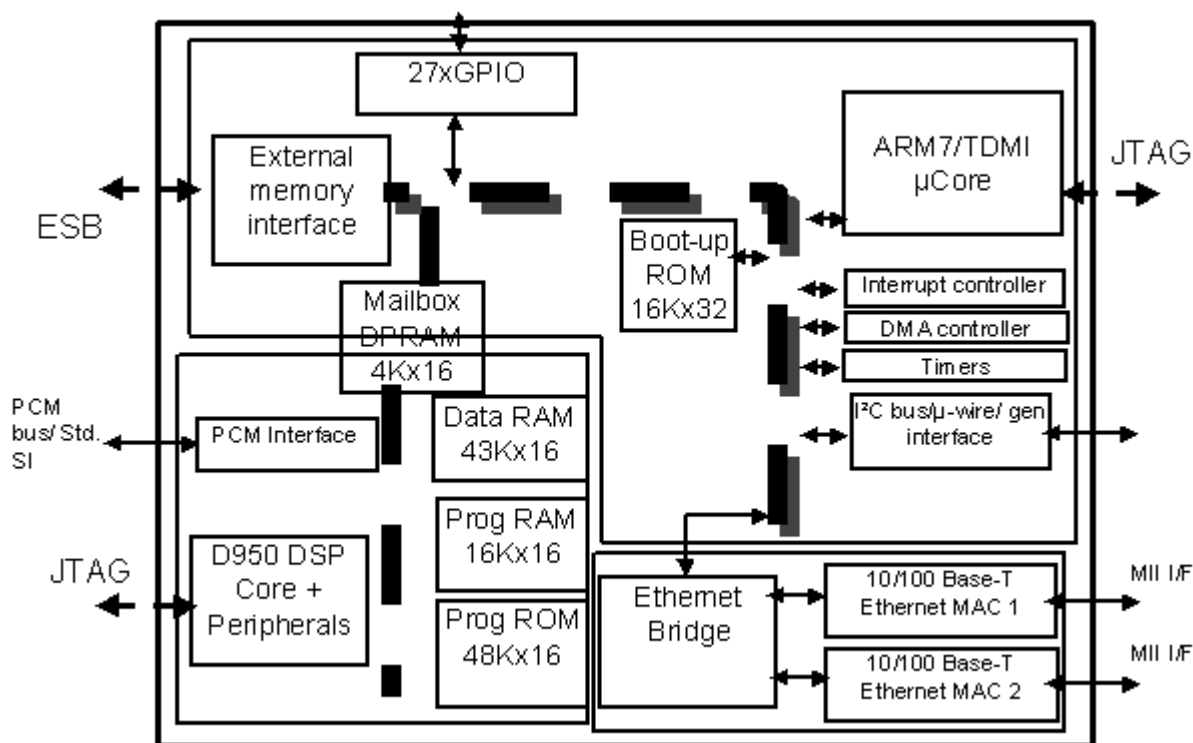 27xGPIO
External
memory
interface
ESB
ARM7/TDMI
µCore
JTAG
Boot-up
ROM
16Kx32
Interrupt controller
DMA controller
Timers
I²C bus/µ-wire/ gen
interface
Mailbox
DPRAM
4Kx16
PCM
bus/ Std.
SI
PCM Interface
Data RAM
43Kx16
Prog RAM
16Kx16
Prog ROM
48Kx16
JTAG
D950 DSP
Core +
Peripherals
Ethernet
Bridge
10/100 Base-T
Ethernet MAC 1
MII I/F
10/100 Base-T
Ethernet MAC 2
MII I/F